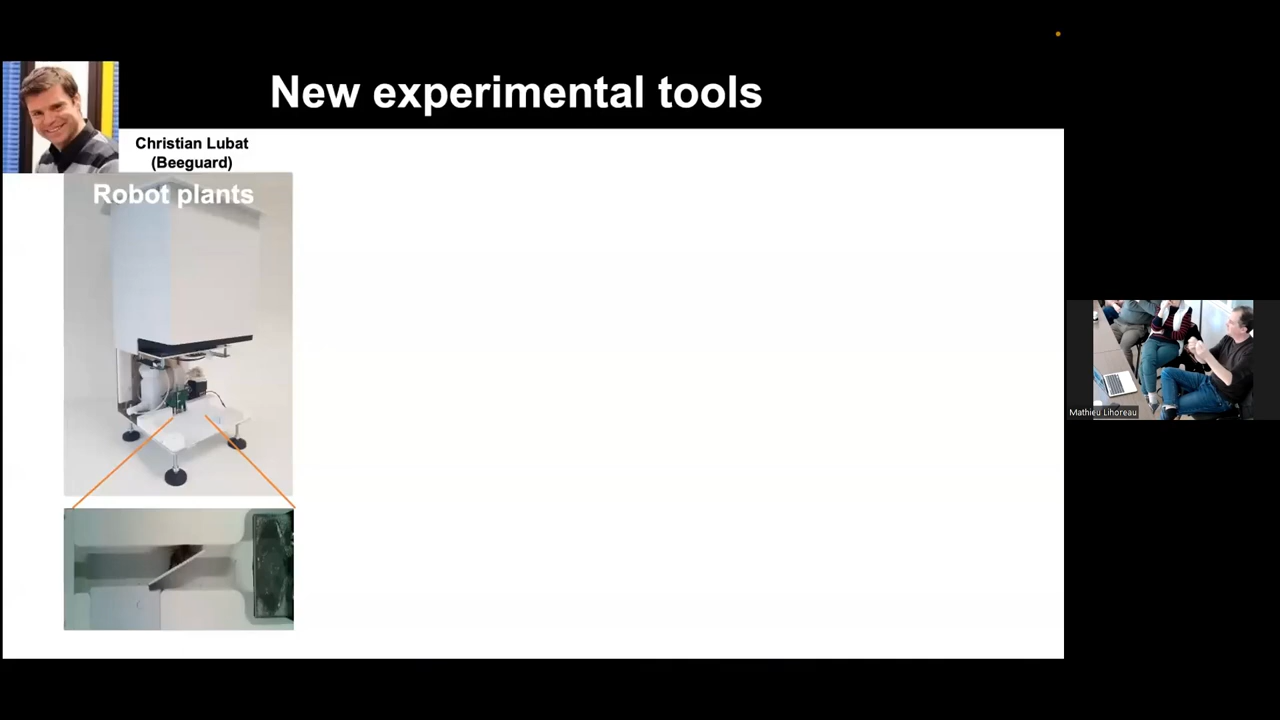 New experimental tools
Christian Lubat
(Beeguard)
Robot plants
Mathieu Lihoreau